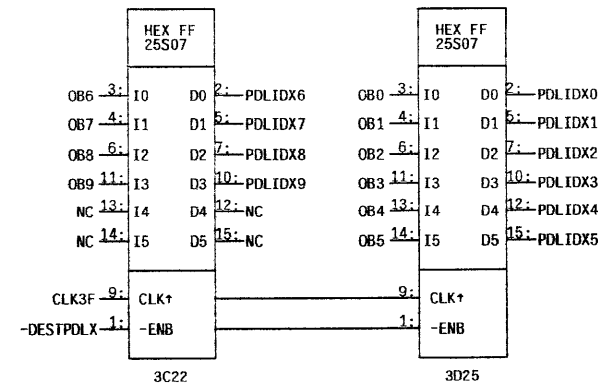 HEX FF HEX FF
25S07 25S07
OB6 3: I0 D0 2: PDLIDX6 OB0 3: I0 D0 2: PDLIDX0
OB7 4: I1 D1 5: PDLIDX7 OB1 4: I1 D1 5: PDLIDX1
OB8 6: I2 D2 7: PDLIDX8 OB2 6: I2 D2 7: PDLIDX2
OB9 11: I3 D3 10: PDLIDX9 OB3 11: I3 D3 10: PDLIDX3
NC 13: I4 D4 12: NC OB4 13: I4 D4 12: PDLIDX4
NC 14: I5 D5 15: NC OB5 14: I5 D5 15: PDLIDX5
CLK3F 9: CLK↑ 9: CLK↑
-DESTPDLX 1: -ENB 1: -ENB
3C22 3D25